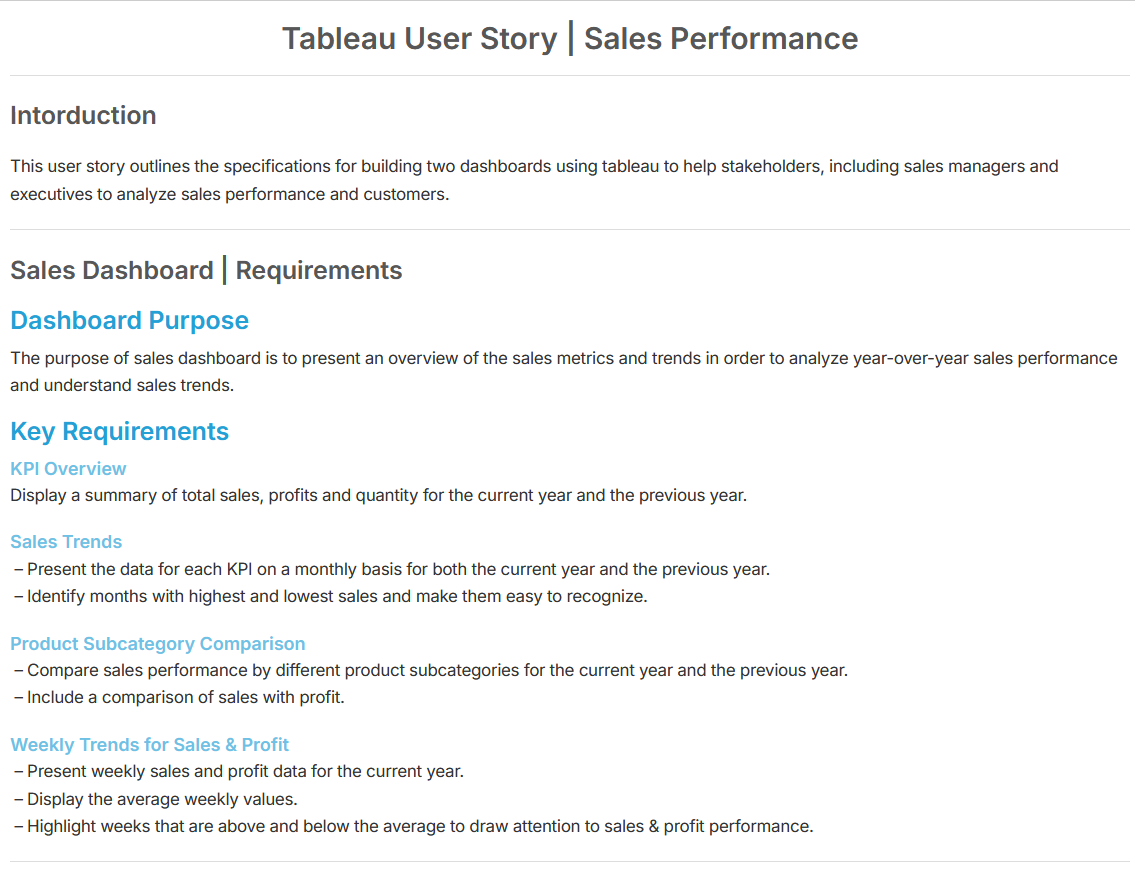 Tableau User Story | Sales Performance
Intorduction
This user story outlines the specifications for building two dashboards using tableau to help stakeholders, including sales managers and
executives to analyze sales performance and customers.
Sales Dashboard | Requirements
Dashboard Purpose
The purpose of sales dashboard is to present an overview of the sales metrics and trends in order to analyze year-over-year sales performance
and understand sales trends.
Key Requirements
KPI Overview
Display a summary of total sales, profits and quantity for the current year and the previous year.
Sales Trends
– Present the data for each KPI on a monthly basis for both the current year and the previous year.
– Identify months with highest and lowest sales and make them easy to recognize.
Product Subcategory Comparison
– Compare sales performance by different product subcategories for the current year and the previous year.
– Include a comparison of sales with profit.
Weekly Trends for Sales & Profit
– Present weekly sales and profit data for the current year.
– Display the average weekly values.
– Highlight weeks that are above and below the average to draw attention to sales & profit performance.